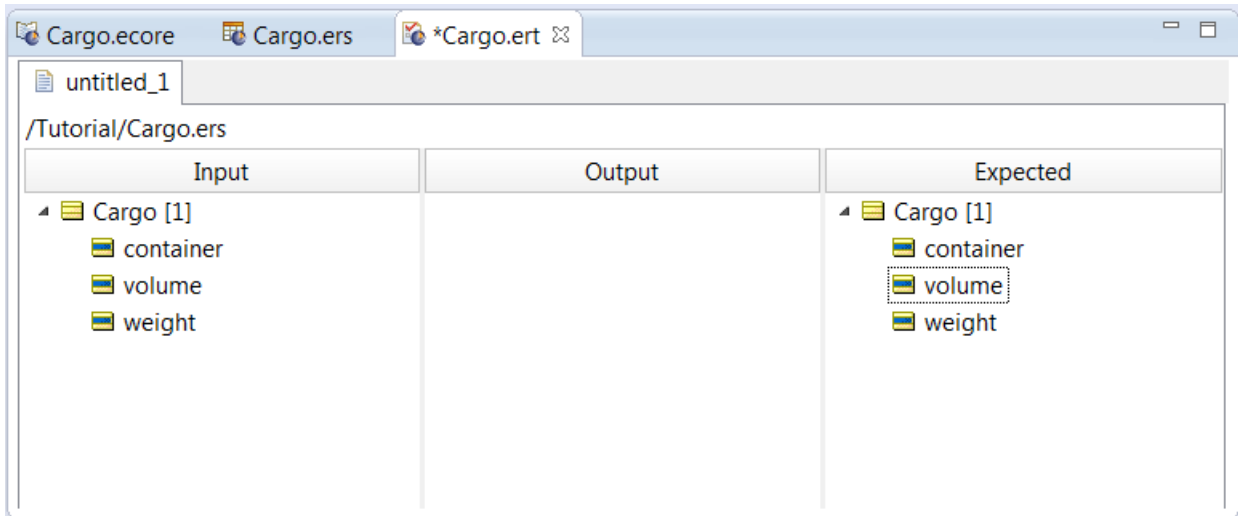 Cargo.ecore Cargo.ers *Cargo.ert
untitled_1
/Tutorial/Cargo.ers
Input Output Expected
Cargo [1] Cargo [1]
container container
volume volume
weight weight